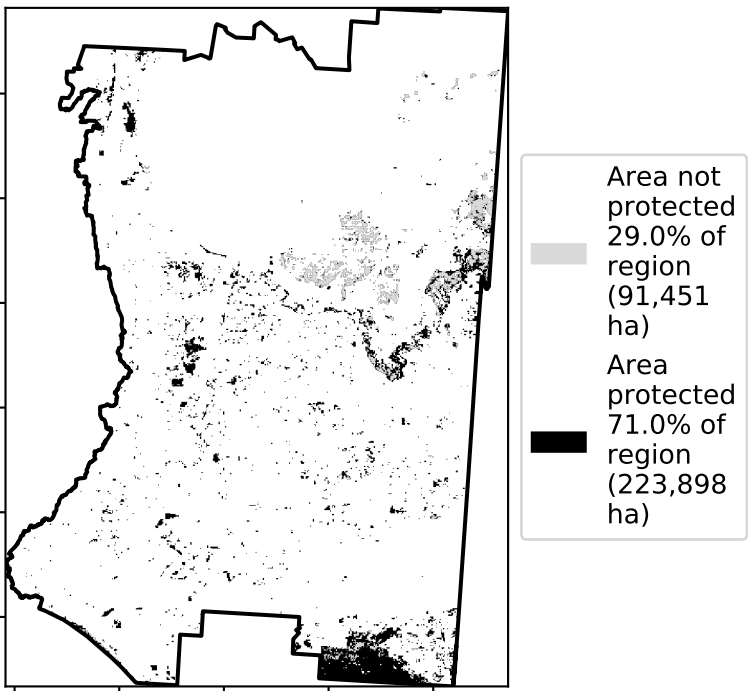 Area not
protected
29.0% of
region
(91,451
ha)
Area
protected
71.0% of
region
(223,898
ha)